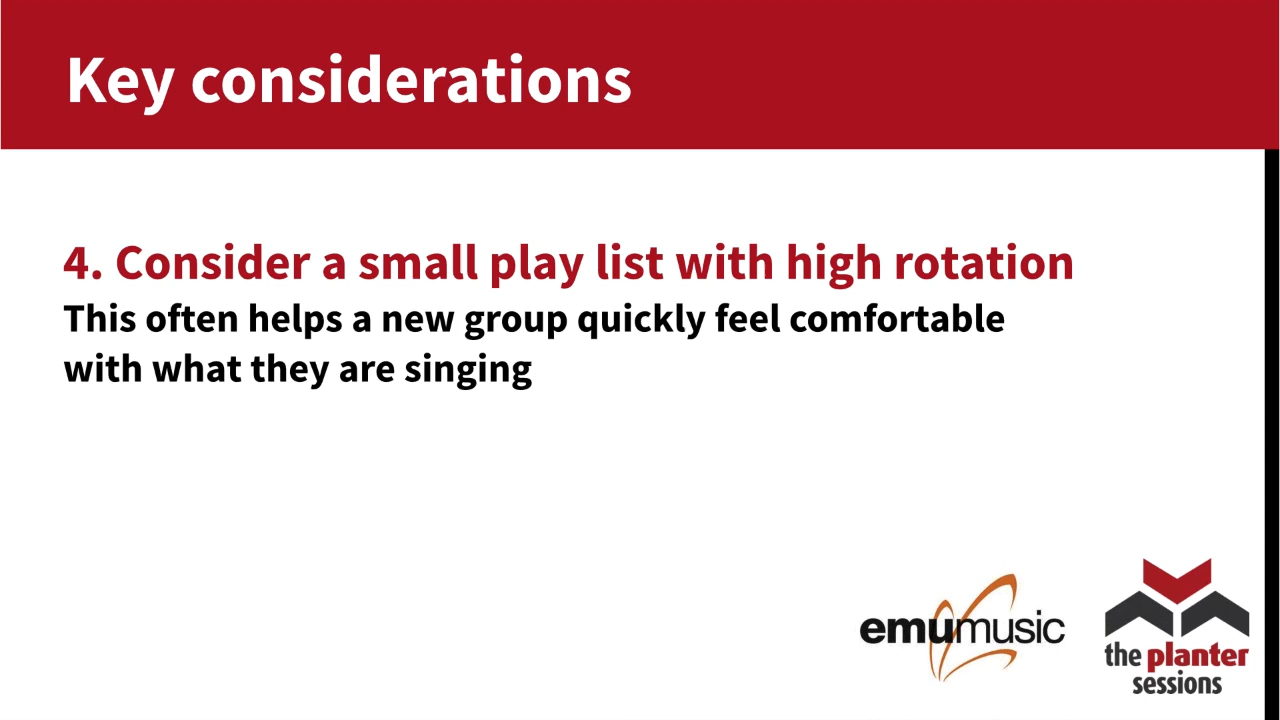 Key considerations
4. Consider a small play list with high rotation
This often helps a new group quickly feel comfortable
with what they are singing
emumusic
the planter
sessions